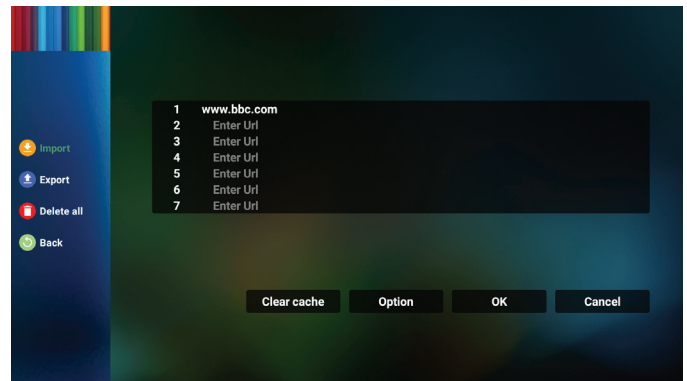 Import
Export
Delete all
Back
1 www.bbc.com
2 Enter Url
3 Enter Url
4 Enter Url
5 Enter Url
6 Enter Url
7 Enter Url
Clear cache Option OK Cancel